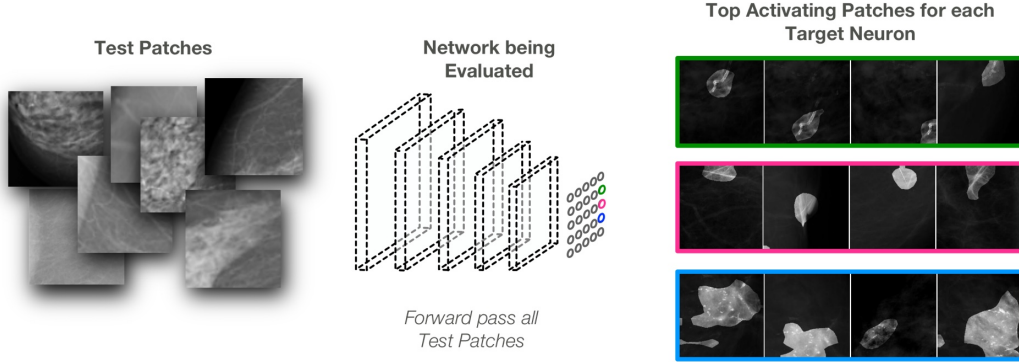 Test Patches
Network being
Evaluated
Forward pass all
Test Patches
Top Activating Patches for each
Target Neuron